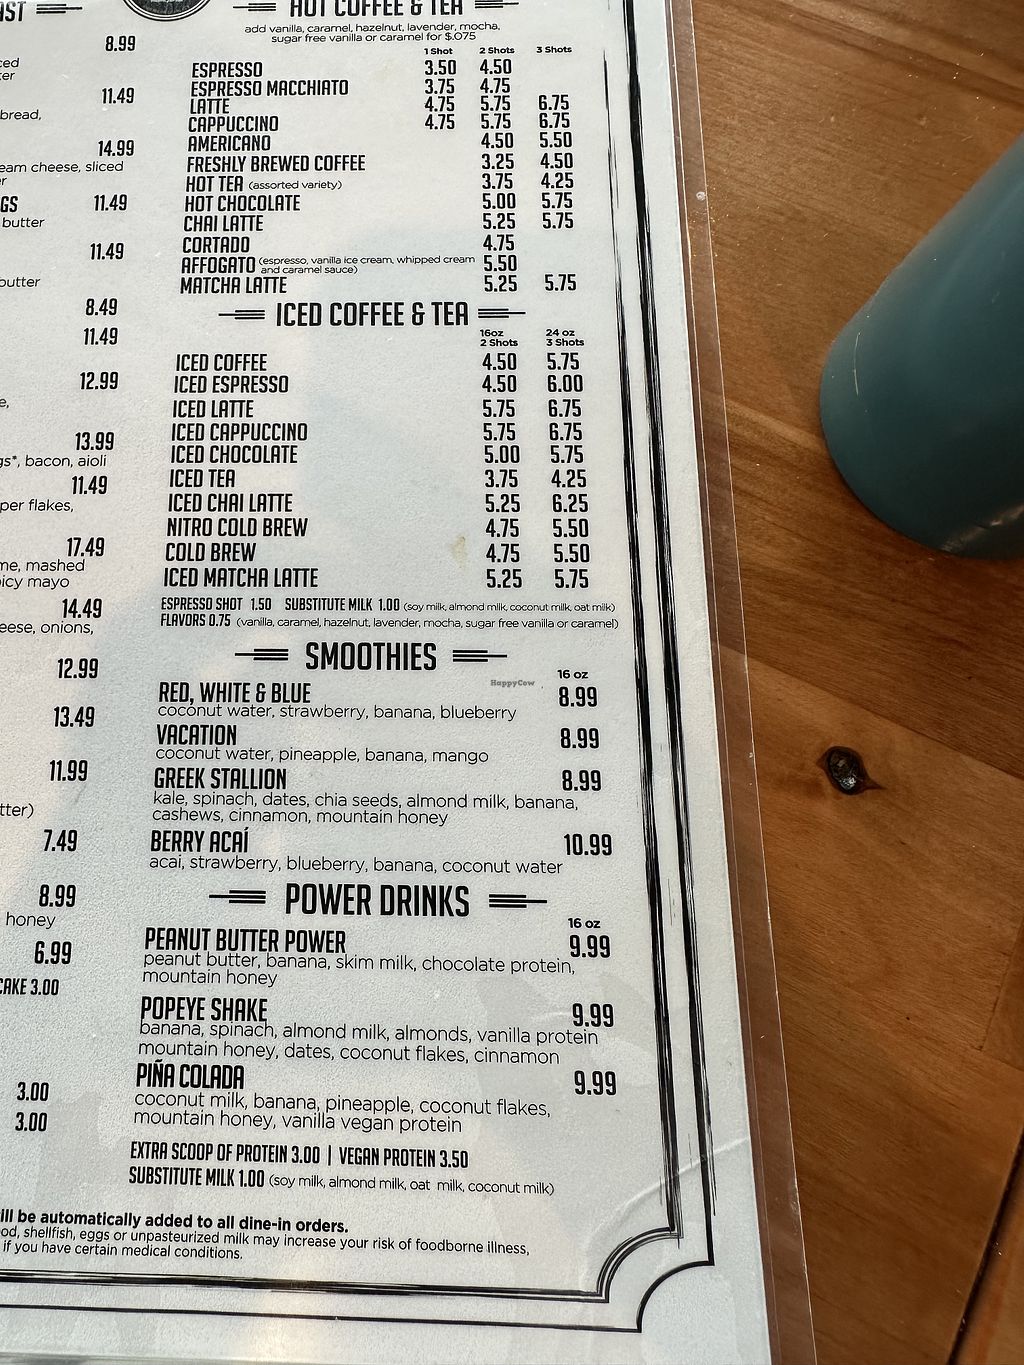 AST
8.99
ced
ter
11.49
bread,
14.99
eam cheese, sliced
r
GS 11.49
butter
11.49
butter
8.49
11.49
12.99
e,
13.99
gs*, bacon, aioli
11.49
per flakes,
17.49
me, mashed
picy mayo
14.49
eese, onions,
12.99
13.49
11.99
tter)
7.49
8.99
honey
6.99
CAKE 3.00
3.00
3.00
HOT COFFEE & TEA
add vanilla, caramel, hazelnut, lavender, mocha,
sugar free vanilla or caramel for $.075
1 Shot 2 Shots 3 Shots
ESPRESSO 3.50 4.50
ESPRESSO MACCHIATO 3.75 4.75
LATTE 4.75 5.75 6.75
CAPPUCCINO 4.75 5.75 6.75
AMERICANO 4.50 5.50
FRESHLY BREWED COFFEE 3.25 4.50
HOT TEA (assorted variety) 3.75 4.25
HOT CHOCOLATE 5.00 5.75
CHAI LATTE 5.25 5.75
CORTADO 4.75
AFFOGATO (espresso, vanilla ice cream, whipped cream 5.50
and caramel sauce)
MATCHA LATTE 5.25 5.75
ICED COFFEE & TEA
16oz 24 oz
2 Shots 3 Shots
ICED COFFEE 4.50 5.75
ICED ESPRESSO 4.50 6.00
ICED LATTE 5.75 6.75
ICED CAPPUCCINO 5.75 6.75
ICED CHOCOLATE 5.00 5.75
ICED TEA 3.75 4.25
ICED CHAI LATTE 5.25 6.25
NITRO COLD BREW 4.75 5.50
COLD BREW 4.75 5.50
ICED MATCHA LATTE 5.25 5.75
ESPRESSO SHOT 1.50 SUBSTITUTE MILK 1.00 (soy milk, almond milk, coconut milk, oat milk)
FLAVORS 0.75 (vanilla, caramel, hazelnut, lavender, mocha, sugar free vanilla or caramel)
SMOOTHIES
16 oz
HappyCow
RED, WHITE & BLUE 8.99
coconut water, strawberry, banana, blueberry
VACATION 8.99
coconut water, pineapple, banana, mango
GREEK STALLION 8.99
kale, spinach, dates, chia seeds, almond milk, banana,
cashews, cinnamon, mountain honey
BERRY ACAÍ 10.99
acai, strawberry, blueberry, banana, coconut water
POWER DRINKS
16 oz
PEANUT BUTTER POWER 9.99
peanut butter, banana, skim milk, chocolate protein,
mountain honey
POPEYE SHAKE 9.99
banana, spinach, almond milk, almonds, vanilla protein
mountain honey, dates, coconut flakes, cinnamon
PIÑA COLADA 9.99
coconut milk, banana, pineapple, coconut flakes,
mountain honey, vanilla vegan protein
EXTRA SCOOP OF PROTEIN 3.00 | VEGAN PROTEIN 3.50
SUBSTITUTE MILK 1.00 (soy milk, almond milk, oat milk, coconut milk)
ill be automatically added to all dine-in orders.
od, shellfish, eggs or unpasteurized milk may increase your risk of foodborne illness,
if you have certain medical conditions.